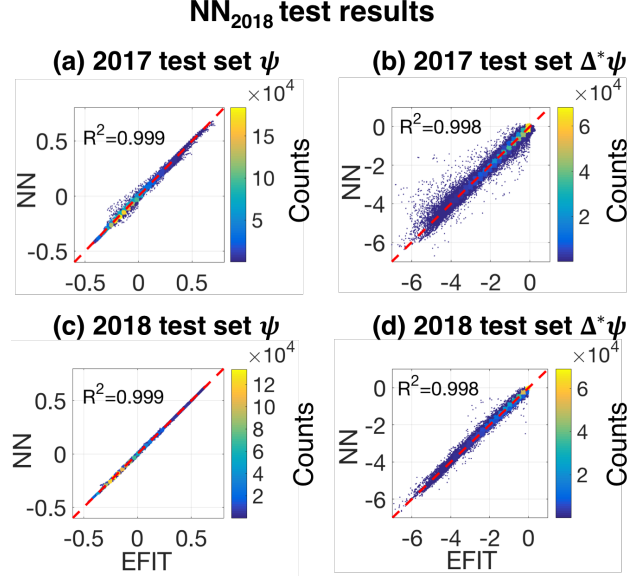 NN2018 test results
(a) 2017 test set ψ
(b) 2017 test set Δ*ψ
×10^4
×10^4
R^2=0.999
R^2=0.998
0.5
0
-0.5
NN
-0.5 0 0.5
15
10
5
Counts
0
-2
-4
-6
NN
-6 -4 -2 0
6
4
2
Counts
(c) 2018 test set ψ
(d) 2018 test set Δ*ψ
×10^4
×10^4
R^2=0.999
R^2=0.998
0.5
0
-0.5
NN
-0.5 0 0.5
EFIT
12
10
8
6
4
2
Counts
0
-2
-4
-6
NN
-6 -4 -2 0
EFIT
6
4
2
Counts